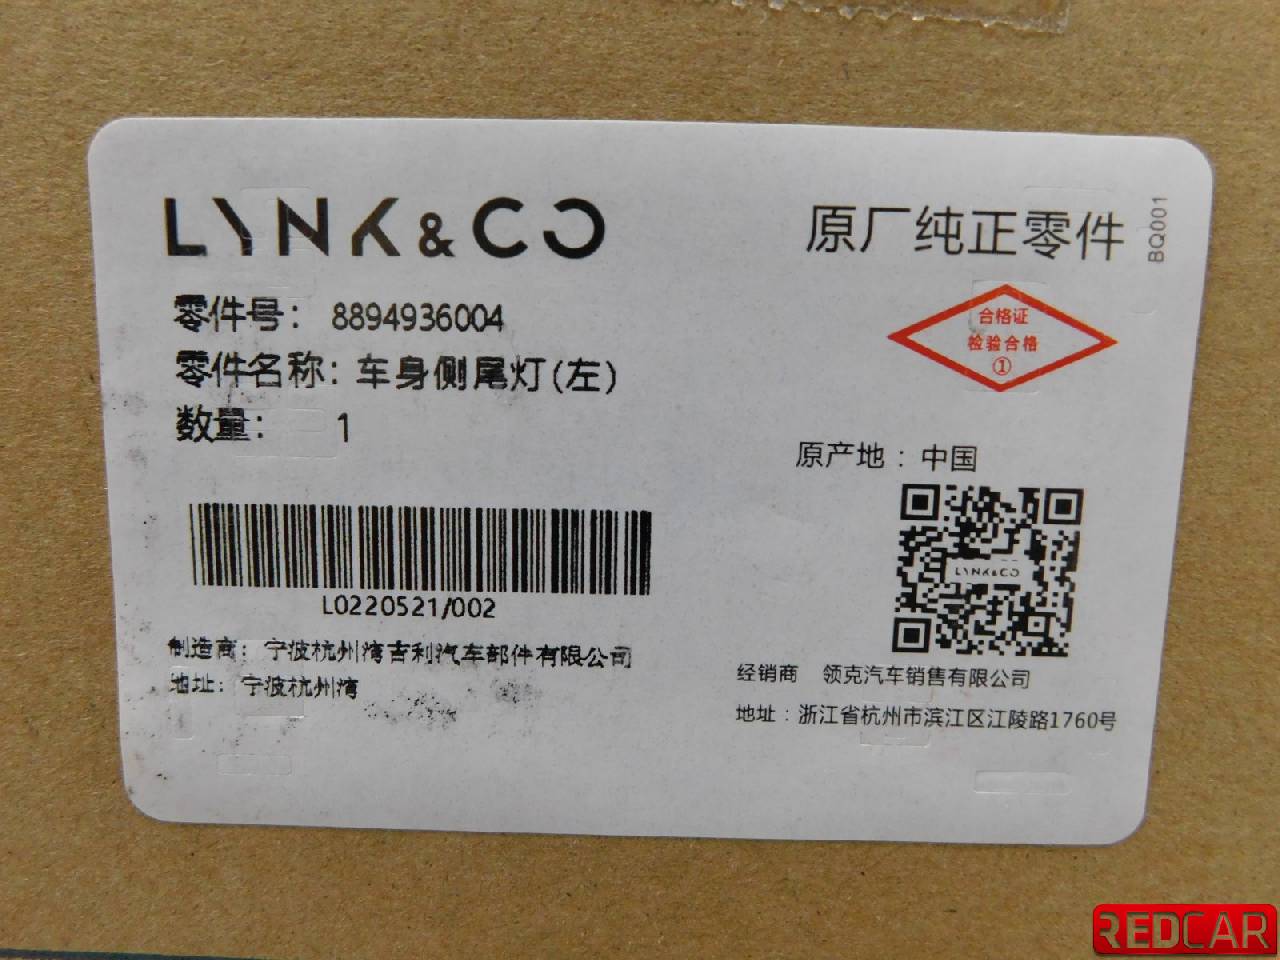 LYNK & CO
原厂纯正零件
BQ001
零件号： 8894936004
零件名称：车身侧尾灯(左)
数量： 1
合格证
检验合格
①
原产地：中国
LYNK&CO
L0220521/002
制造商：宁波杭州湾吉利汽车部件有限公司
地址：宁波杭州湾
经销商 领克汽车销售有限公司
地址：浙江省杭州市滨江区江陵路1760号
REDCAR